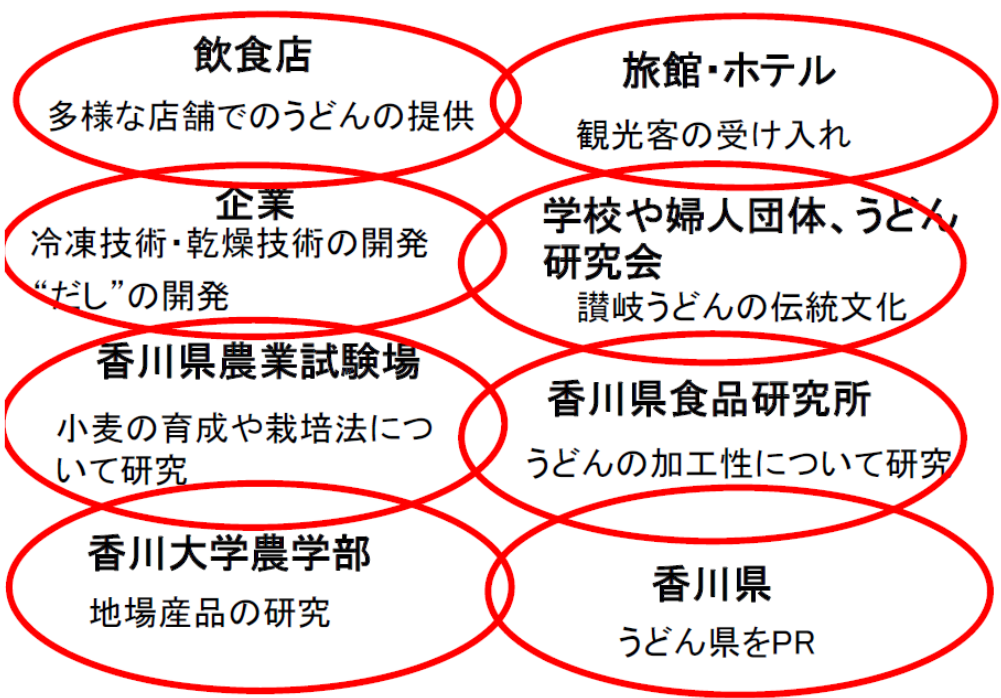 飲食店
多様な店舗でのうどんの提供
旅館・ホテル
観光客の受け入れ
企業
冷凍技術・乾燥技術の開発
“だし”の開発
学校や婦人団体、うどん
研究会
讃岐うどんの伝統文化
香川県農業試験場
小麦の育成や栽培法につ
いて研究
香川県食品研究所
うどんの加工性について研究
香川大学農学部
地場産品の研究
香川県
うどん県をPR